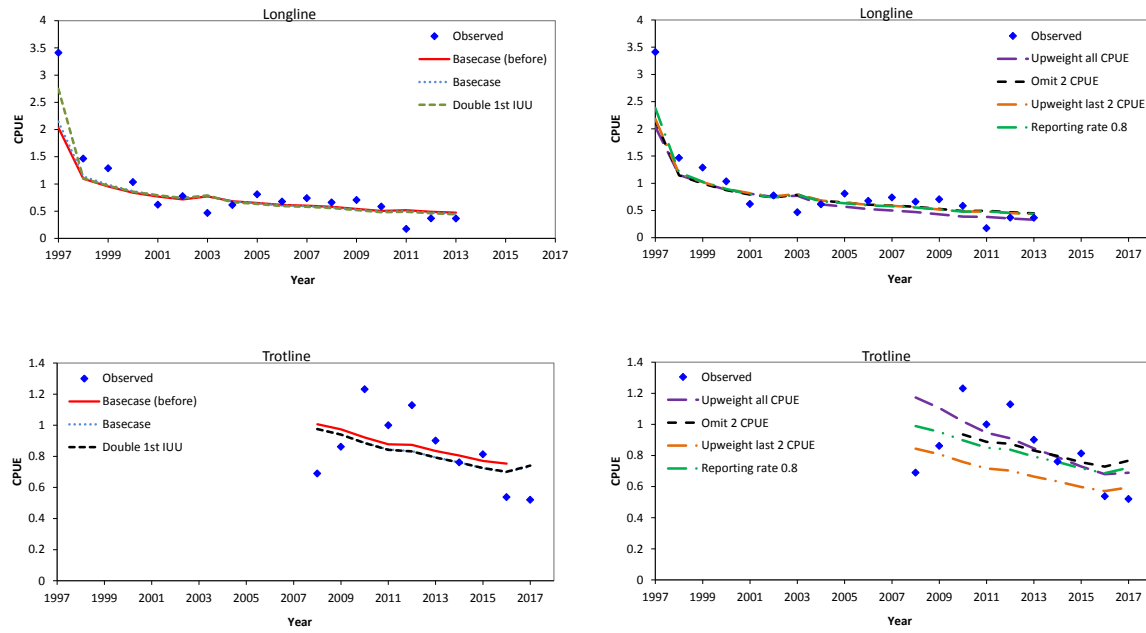 Longline
4
3.5
3
2.5
2
1.5
1
0.5
0
CPUE
Observed
Basecase (before)
Basecase
Double 1st IUU
1997 1999 2001 2003 2005 2007 2009 2011 2013 2015 2017
Year
Longline
4
3.5
3
2.5
2
1.5
1
0.5
0
CPUE
Observed
Upweight all CPUE
Omit 2 CPUE
Upweight last 2 CPUE
Reporting rate 0.8
1997 1999 2001 2003 2005 2007 2009 2011 2013 2015 2017
Year
Trotline
1.4
1.2
1
0.8
0.6
0.4
0.2
0
CPUE
Observed
Basecase (before)
Basecase
Double 1st IUU
1997 1999 2001 2003 2005 2007 2009 2011 2013 2015 2017
Year
Trotline
1.4
1.2
1
0.8
0.6
0.4
0.2
0
CPUE
Observed
Upweight all CPUE
Omit 2 CPUE
Upweight last 2 CPUE
Reporting rate 0.8
1997 1999 2001 2003 2005 2007 2009 2011 2013 2015 2017
Year